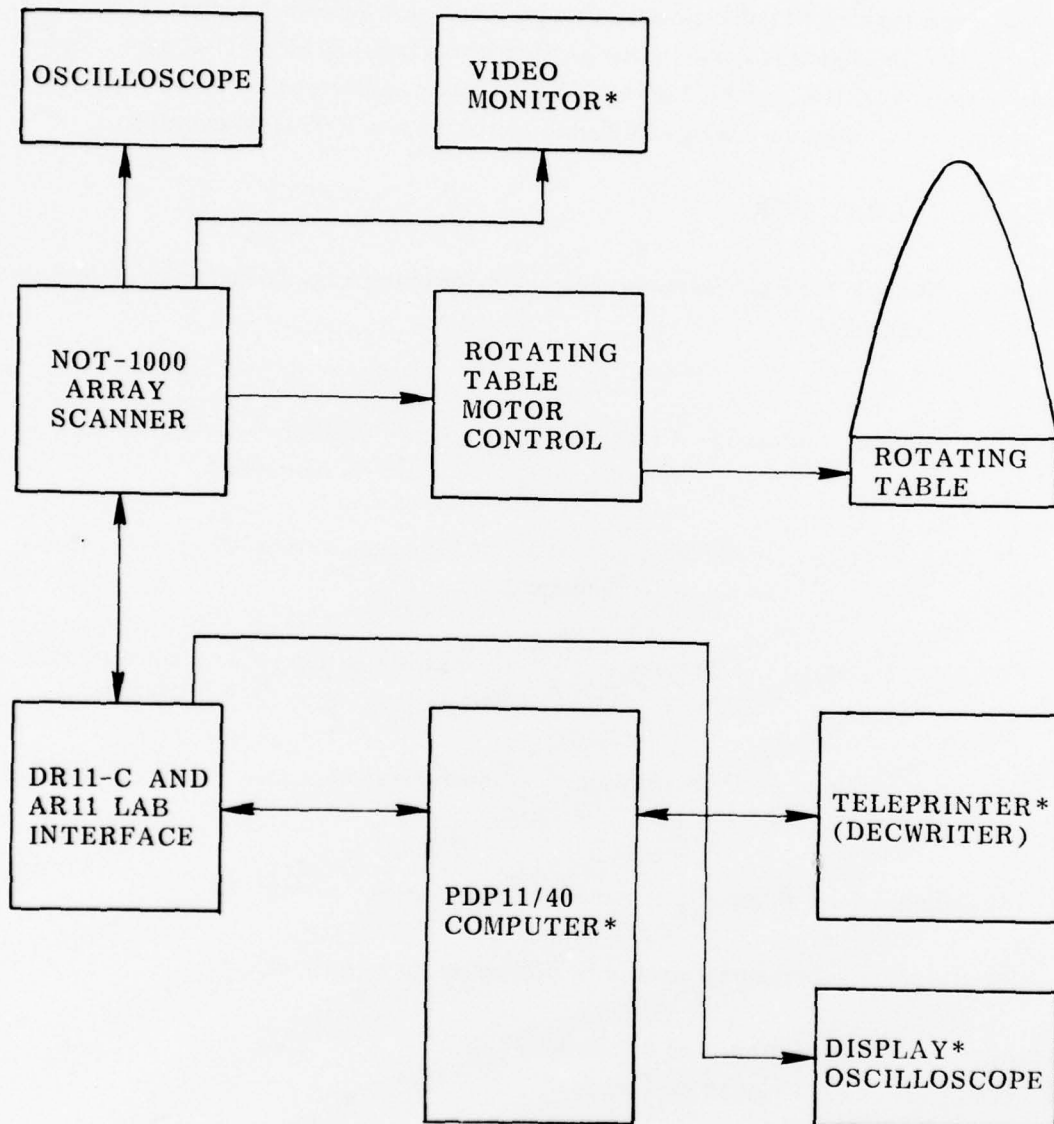 OSCILLOSCOPE
VIDEO
MONITOR*
NOT-1000
ARRAY
SCANNER
ROTATING
TABLE
MOTOR
CONTROL
ROTATING
TABLE
DR11-C AND
AR11 LAB
INTERFACE
PDP11/40
COMPUTER*
TELEPRINTER*
(DECWRITER)
DISPLAY*
OSCILLOSCOPE